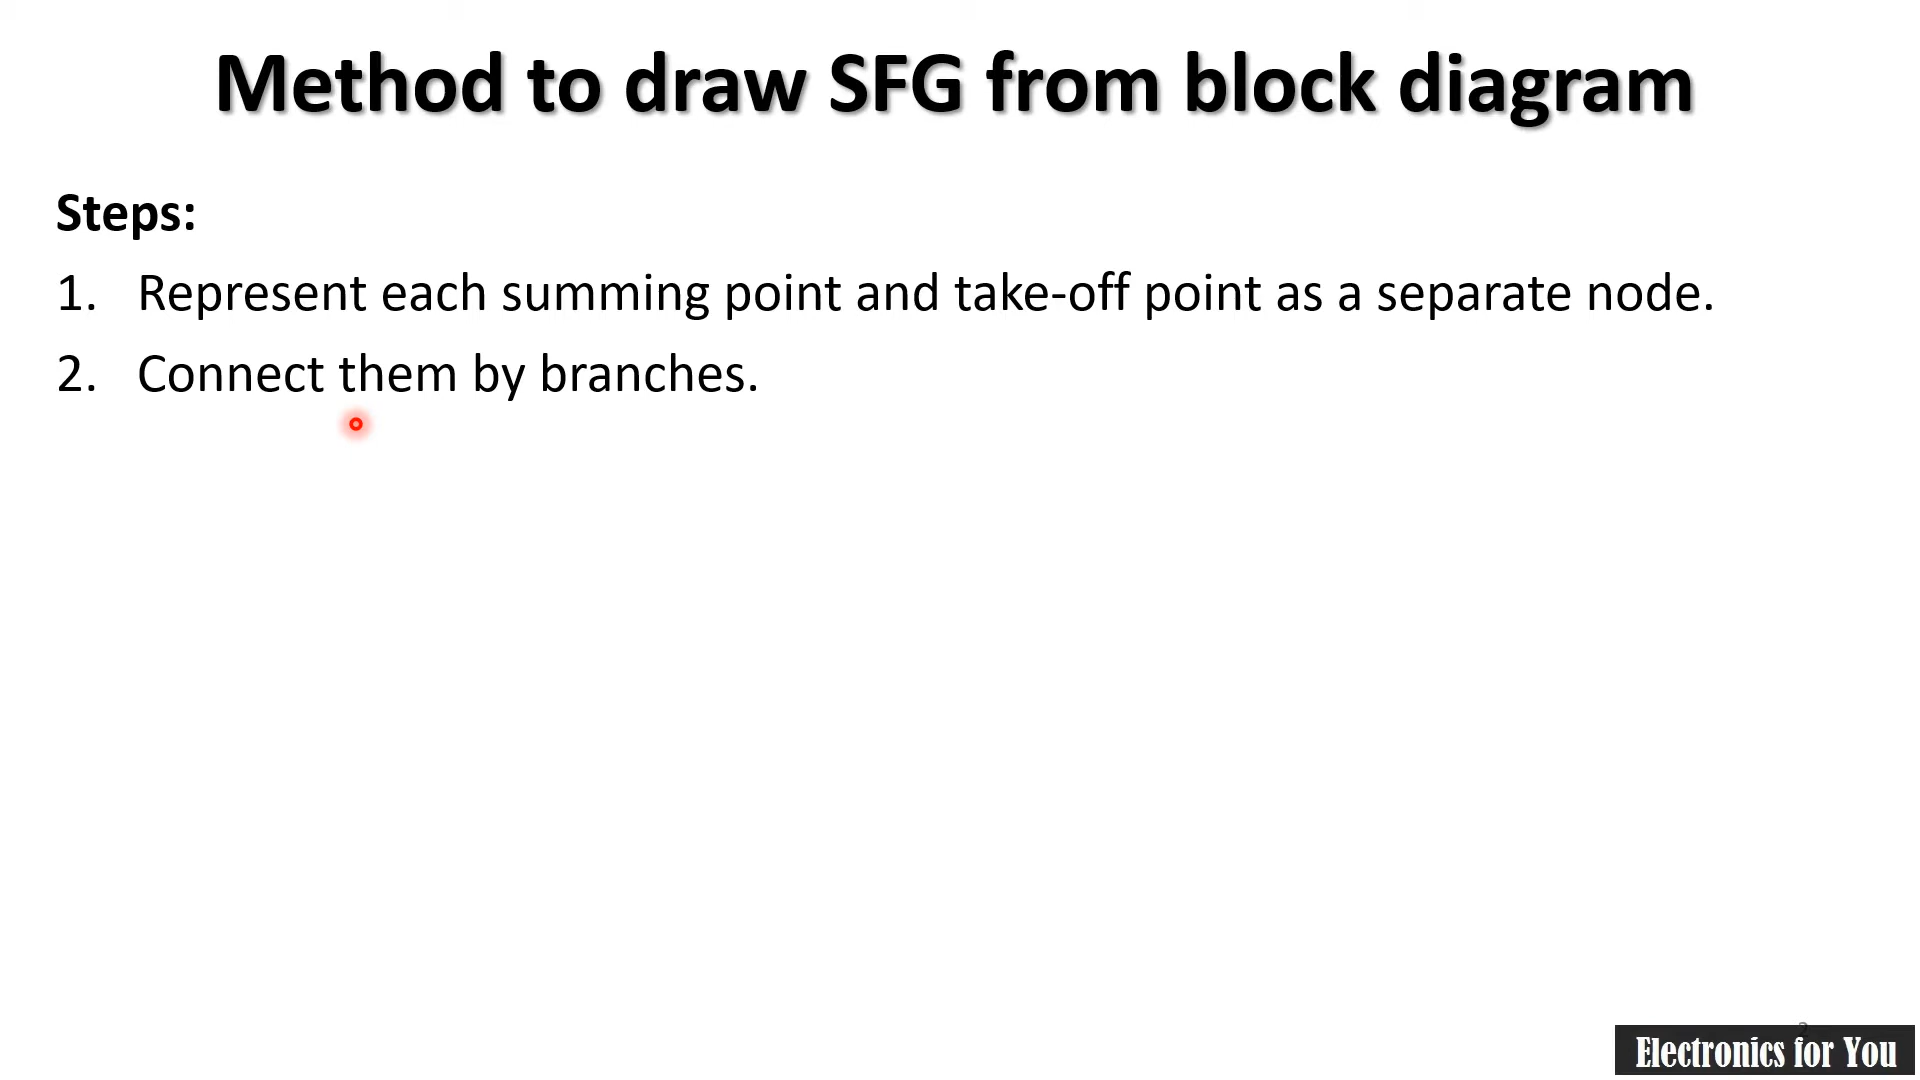 Method to draw SFG from block diagram
Steps:
1. Represent each summing point and take-off point as a separate node.
2. Connect them by branches.
2
Electronics for You